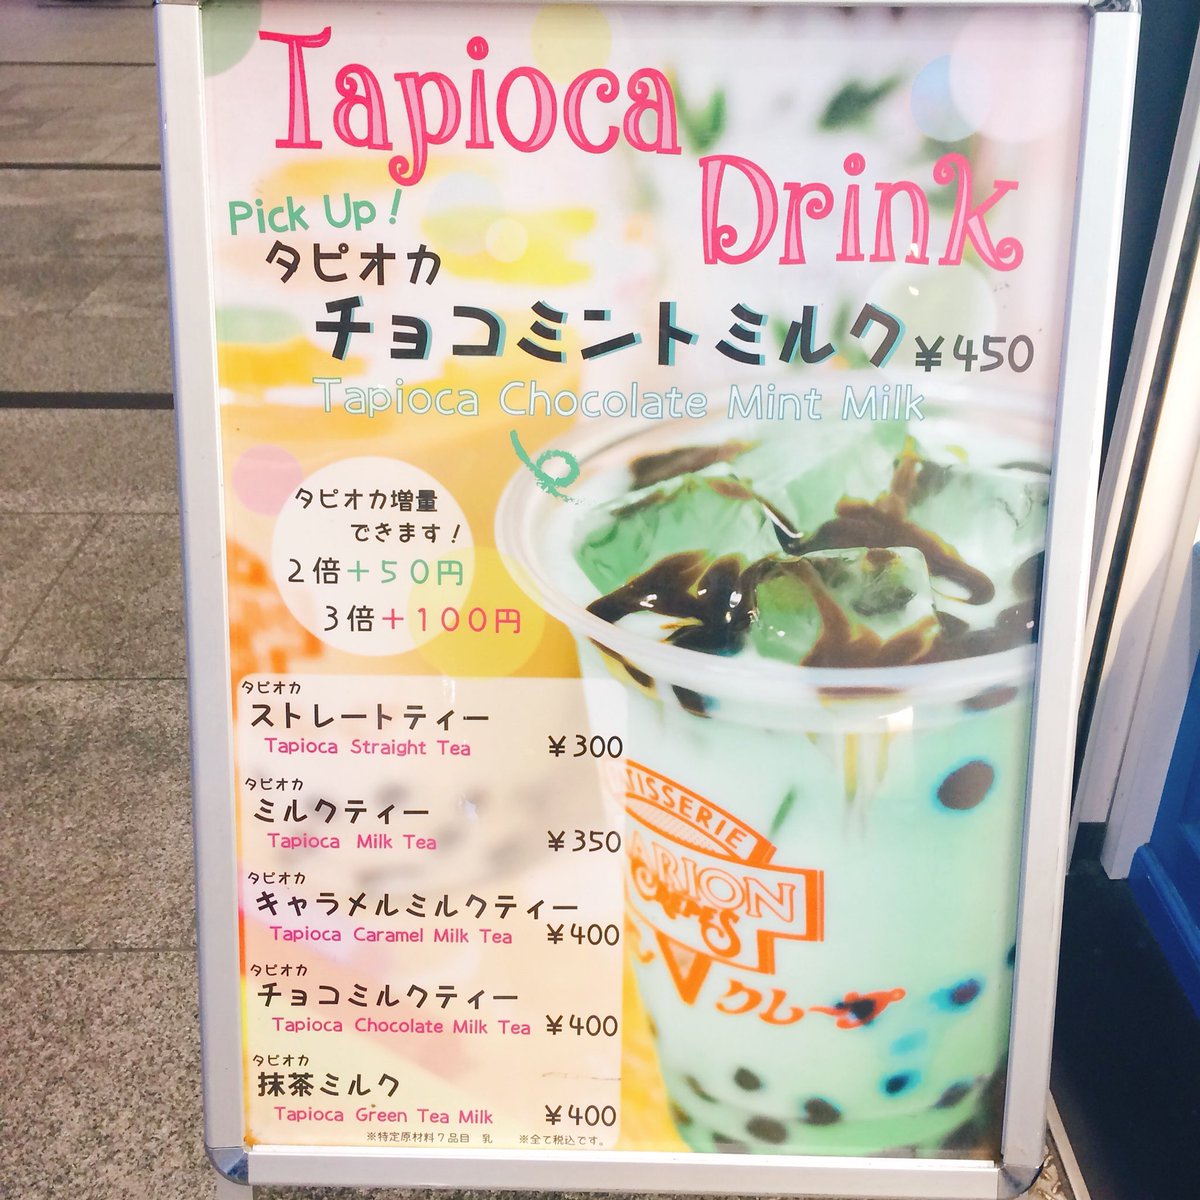 Tapioca
Drink
Pick Up!
タピオカ
チョコミントミルク ¥450
Tapioca Chocolate Mint Milk
タピオカ増量
できます!
2倍+50円
3倍+100円
タピオカ
ストレートティー
Tapioca Straight Tea ¥300
タピオカ
ミルクティー
Tapioca Milk Tea ¥350
タピオカ
キャラメルミルクティー
Tapioca Caramel Milk Tea ¥400
タピオカ
チョコミルクティー
Tapioca Chocolate Milk Tea ¥400
タピオカ
抹茶ミルク
Tapioca Green Tea Milk ¥400
※特定原材料7品目 乳 ※全て税込です。
TISSERIE
ARION
CREPES
クレープ